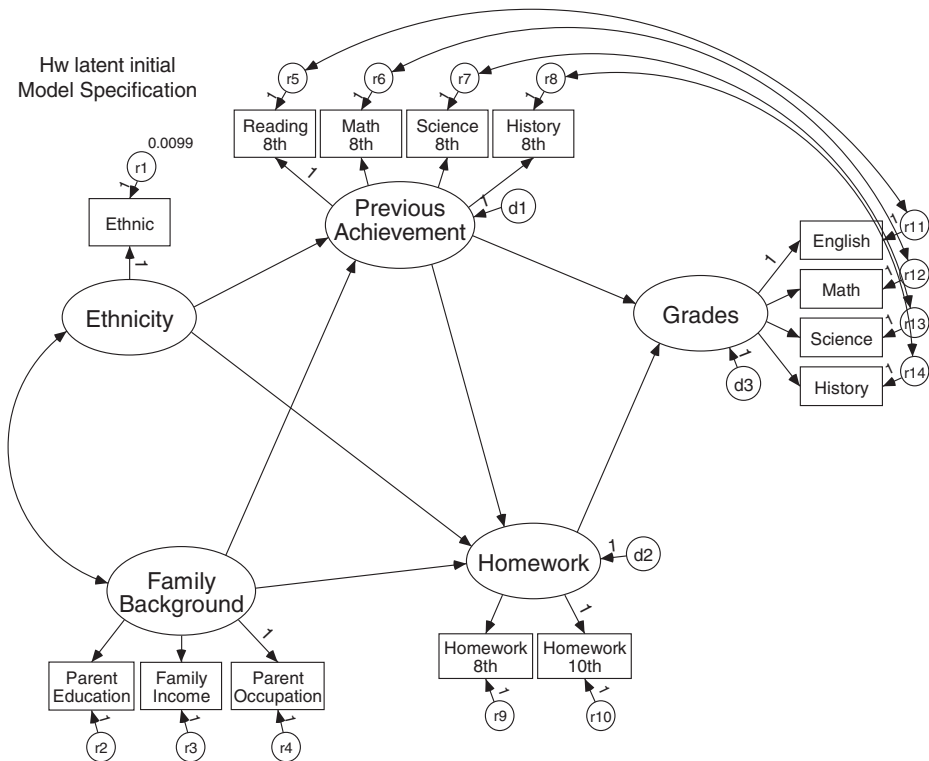 Hw latent initial
Model Specification
r5
r6
r7
r8
1
1
1
1
Reading
8th
Math
8th
Science
8th
History
8th
0.0099
r1
1
Ethnic
1
1
Previous
Achievement
1
d1
Ethnicity
Grades
1
d3
1
English
Math
Science
History
1
r11
1
r12
1
r13
1
r14
Family
Background
Homework
1
d2
1
1
Parent
Education
Family
Income
Parent
Occupation
1
1
1
r2
r3
r4
Homework
8th
Homework
10th
1
1
r9
r10